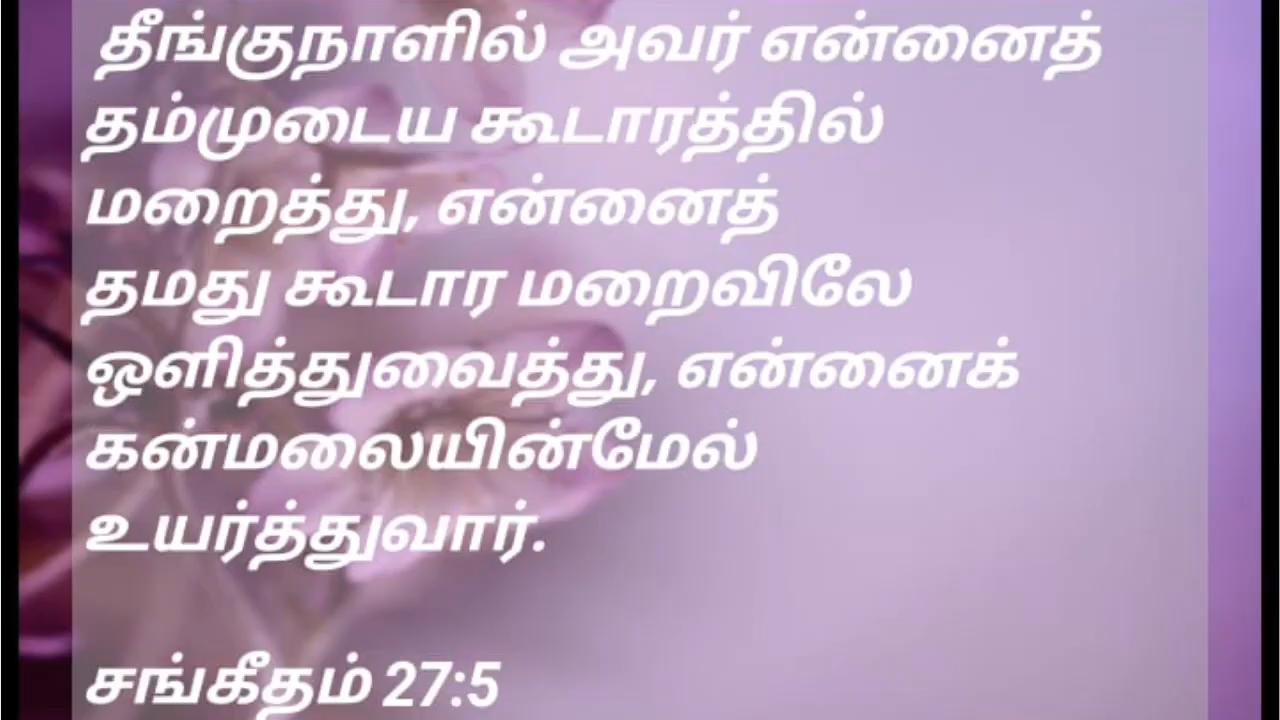 தீங்குநாளில் அவர் என்னைத்
தம்முடைய கூடாரத்தில்
மறைத்து, என்னைத்
தமது கூடார மறைவிலே
ஒளித்துவைத்து, என்னைக்
கன்மலையின்மேல்
உயர்த்துவார்.
சங்கீதம் 27:5